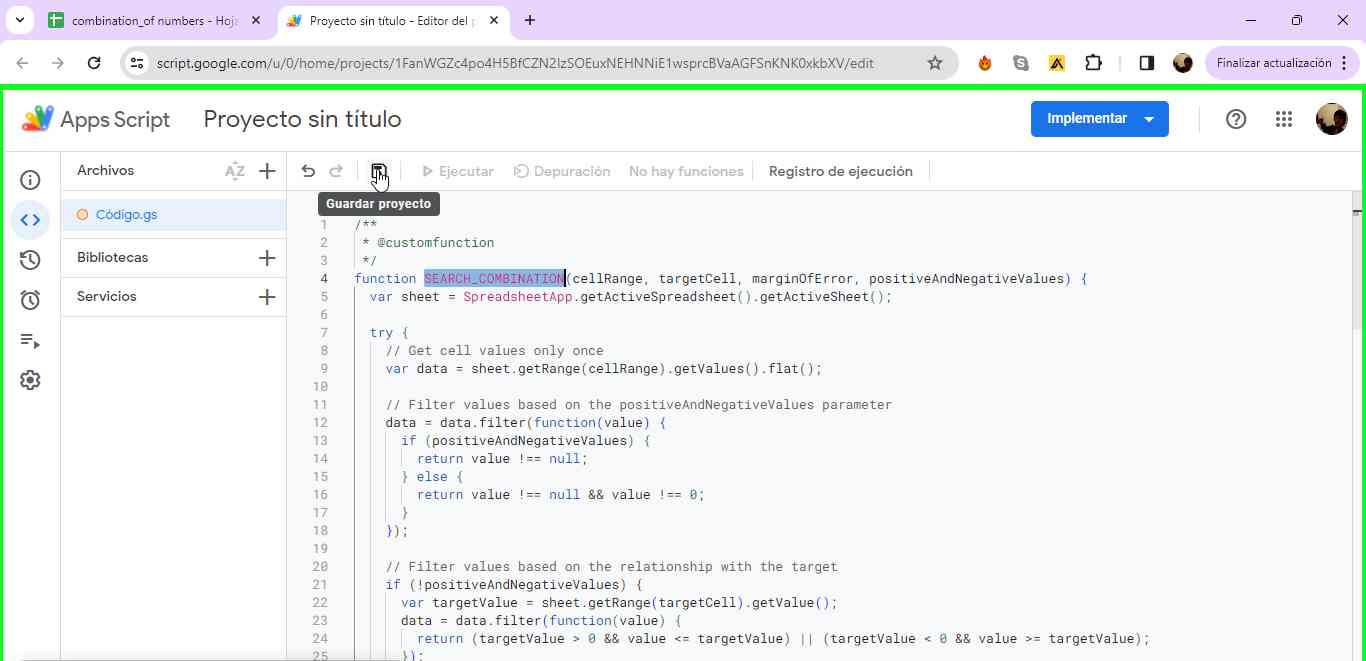 combination_of numbers - Hoja
Proyecto sin título - Editor del p
script.google.com/u/0/home/projects/1FanWGZc4po4H5BfCZN2IzSOEuxNEHNNiE1wsprcBVaAGFSnKNK0xkbXV/edit
Finalizar actualización
Apps Script
Proyecto sin título
Implementar
Archivos
AZ
Ejecutar
Depuración
No hay funciones
Registro de ejecución
Guardar proyecto
Código.gs
Bibliotecas
Servicios
1 /**
2 * @customfunction
3 */
4 function SEARCH_COMBINATION(cellRange, targetCell, marginOfError, positiveAndNegativeValues) {
5 var sheet = SpreadsheetApp.getActiveSpreadsheet().getActiveSheet();
6
7 try {
8 // Get cell values only once
9 var data = sheet.getRange(cellRange).getValues().flat();
10
11 // Filter values based on the positiveAndNegativeValues parameter
12 data = data.filter(function(value) {
13 if (positiveAndNegativeValues) {
14 return value !== null;
15 } else {
16 return value !== null && value !== 0;
17 }
18 });
19
20 // Filter values based on the relationship with the target
21 if (!positiveAndNegativeValues) {
22 var targetValue = sheet.getRange(targetCell).getValue();
23 data = data.filter(function(value) {
24 return (targetValue > 0 && value <= targetValue) || (targetValue < 0 && value >= targetValue);
25 });